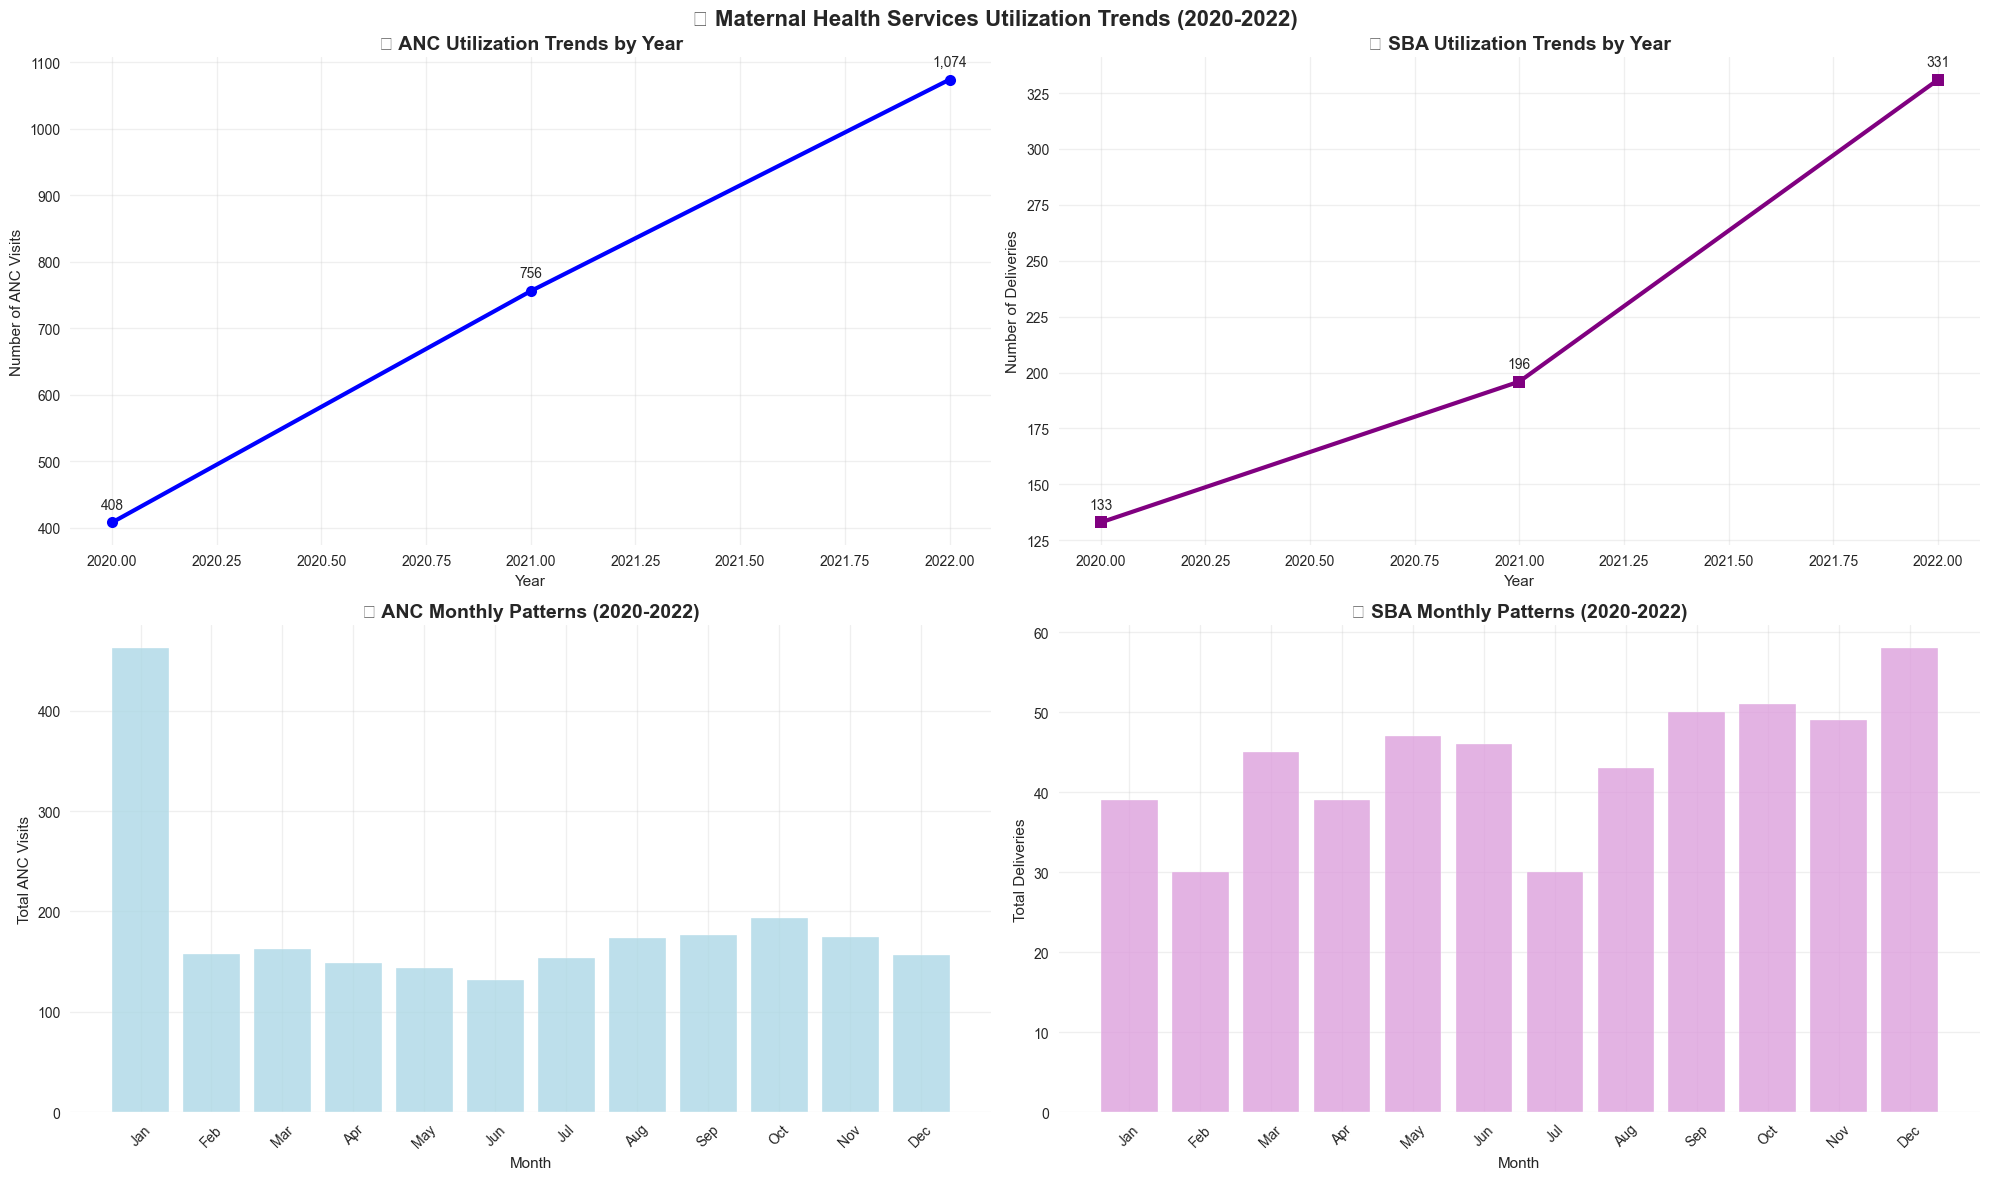 Maternal Health Services Utilization Trends (2020-2022)
ANC Utilization Trends by Year
1100
1000
900
800
700
600
500
400
Number of ANC Visits
408
756
1,074
2020.00 2020.25 2020.50 2020.75 2021.00 2021.25 2021.50 2021.75 2022.00
Year
SBA Utilization Trends by Year
325
300
275
250
225
200
175
150
125
Number of Deliveries
133
196
331
2020.00 2020.25 2020.50 2020.75 2021.00 2021.25 2021.50 2021.75 2022.00
Year
ANC Monthly Patterns (2020-2022)
400
300
200
100
0
Total ANC Visits
Jan Feb Mar Apr May Jun Jul Aug Sep Oct Nov Dec
Month
SBA Monthly Patterns (2020-2022)
60
50
40
30
20
10
0
Total Deliveries
Jan Feb Mar Apr May Jun Jul Aug Sep Oct Nov Dec
Month